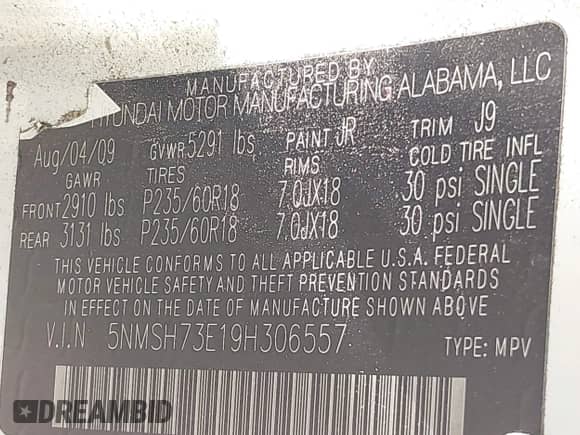 MANUFACTURED BY
HYUNDAI MOTOR MANUFACTURING ALABAMA, LLC
Aug/04/09 GVWR 5291 lbs PAINT JR TRIM J9
GAWR TIRES RIMS COLD TIRE INFL
FRONT 2910 lbs P235/60R18 7.0JX18 30 psi SINGLE
REAR 3131 lbs P235/60R18 7.0JX18 30 psi SINGLE
THIS VEHICLE CONFORMS TO ALL APPLICABLE U.S.A. FEDERAL
MOTOR VEHICLE SAFETY AND THEFT PREVENTION STANDARDS
IN EFFECT ON THE DATE OF MANUFACTURE SHOWN ABOVE.
V.I.N 5NMSH73E19H306557 TYPE: MPV
DREAMBID